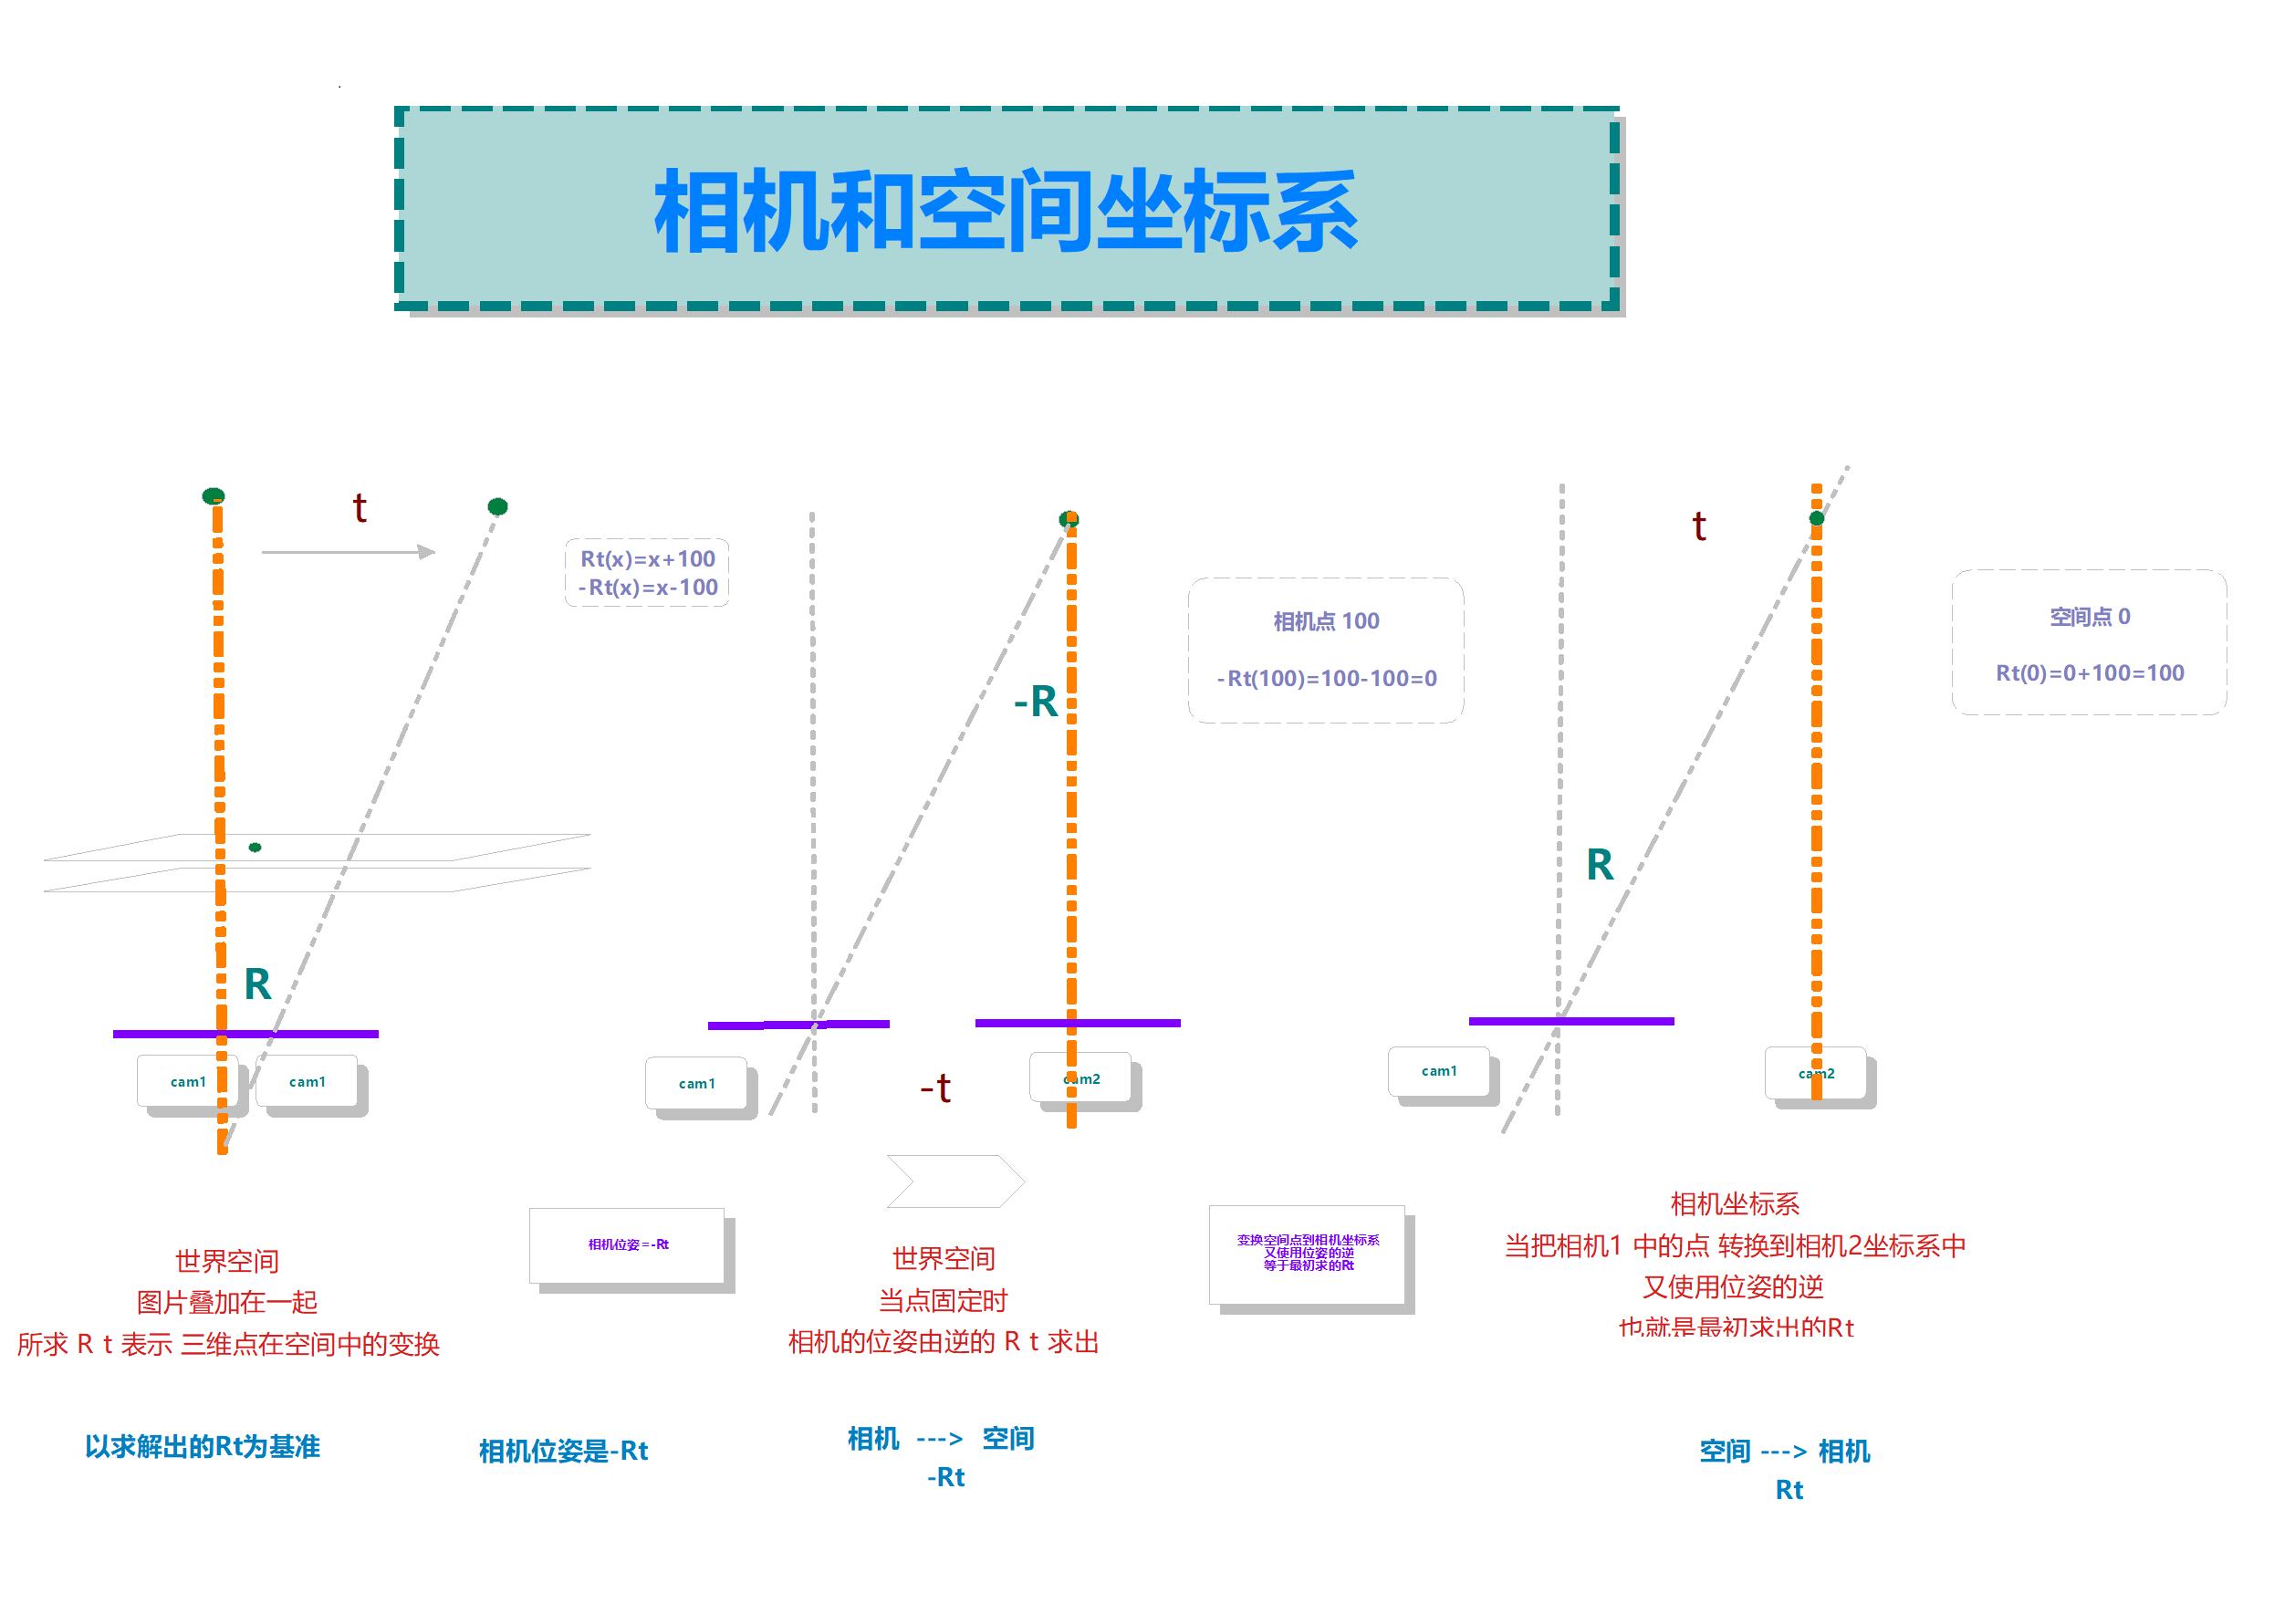 相机和空间坐标系
t
Rt(x)=x+100
-Rt(x)=x-100
R
cam1
cam1
世界空间
图片叠加在一起
所求 R t 表示 三维点在空间中的变换
以求解出的Rt为基准
相机位姿=-Rt
相机位姿是-Rt
-R
相机点 100
-Rt(100)=100-100=0
cam1
-t
cam2
世界空间
当点固定时
相机的位姿由逆的 R t 求出
相机 ---> 空间
-Rt
变换空间点到相机坐标系
又使用位姿的逆
等于最初求的Rt
t
空间点 0
Rt(0)=0+100=100
R
cam1
cam2
相机坐标系
当把相机1 中的点 转换到相机2坐标系中
又使用位姿的逆
也就是最初求出的Rt
空间 ---> 相机
Rt